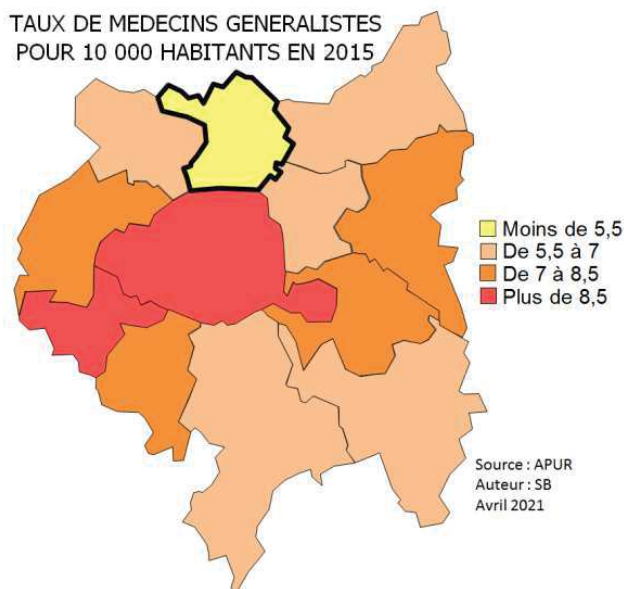 TAUX DE MEDECINS GENERALISTES
POUR 10 000 HABITANTS EN 2015
Moins de 5,5
De 5,5 à 7
De 7 à 8,5
Plus de 8,5
Source : APUR
Auteur : SB
Avril 2021